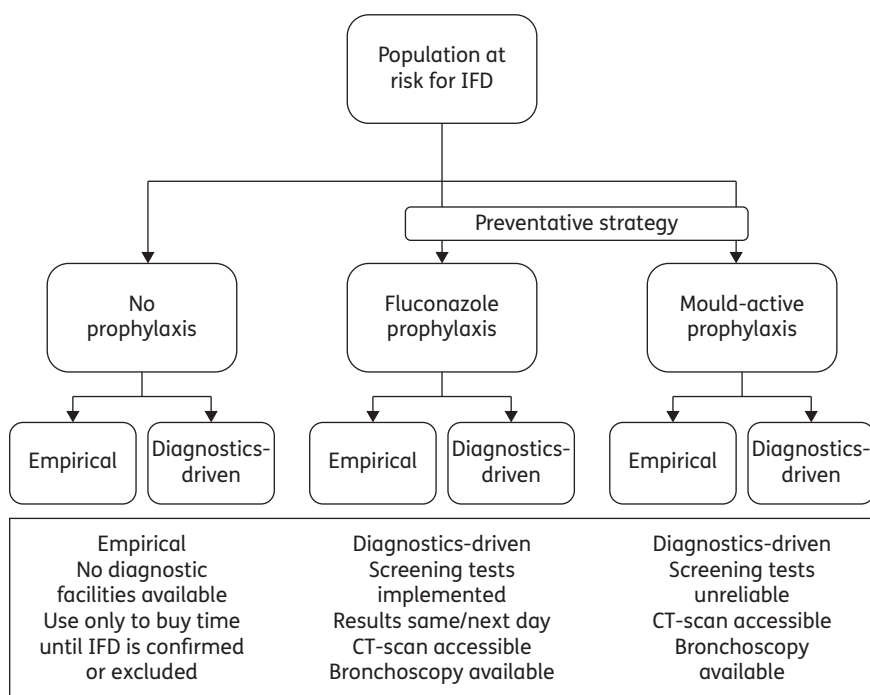 Population at
risk for IFD
Preventative strategy
No
prophylaxis
Fluconazole
prophylaxis
Mould-active
prophylaxis
Empirical
Diagnostics-
driven
Empirical
Diagnostics-
driven
Empirical
Diagnostics-
driven
Empirical
No diagnostic
facilities available
Use only to buy time
until IFD is confirmed
or excluded
Diagnostics-driven
Screening tests
implemented
Results same/next day
CT-scan accessible
Bronchoscopy available
Diagnostics-driven
Screening tests
unreliable
CT-scan accessible
Bronchoscopy
available